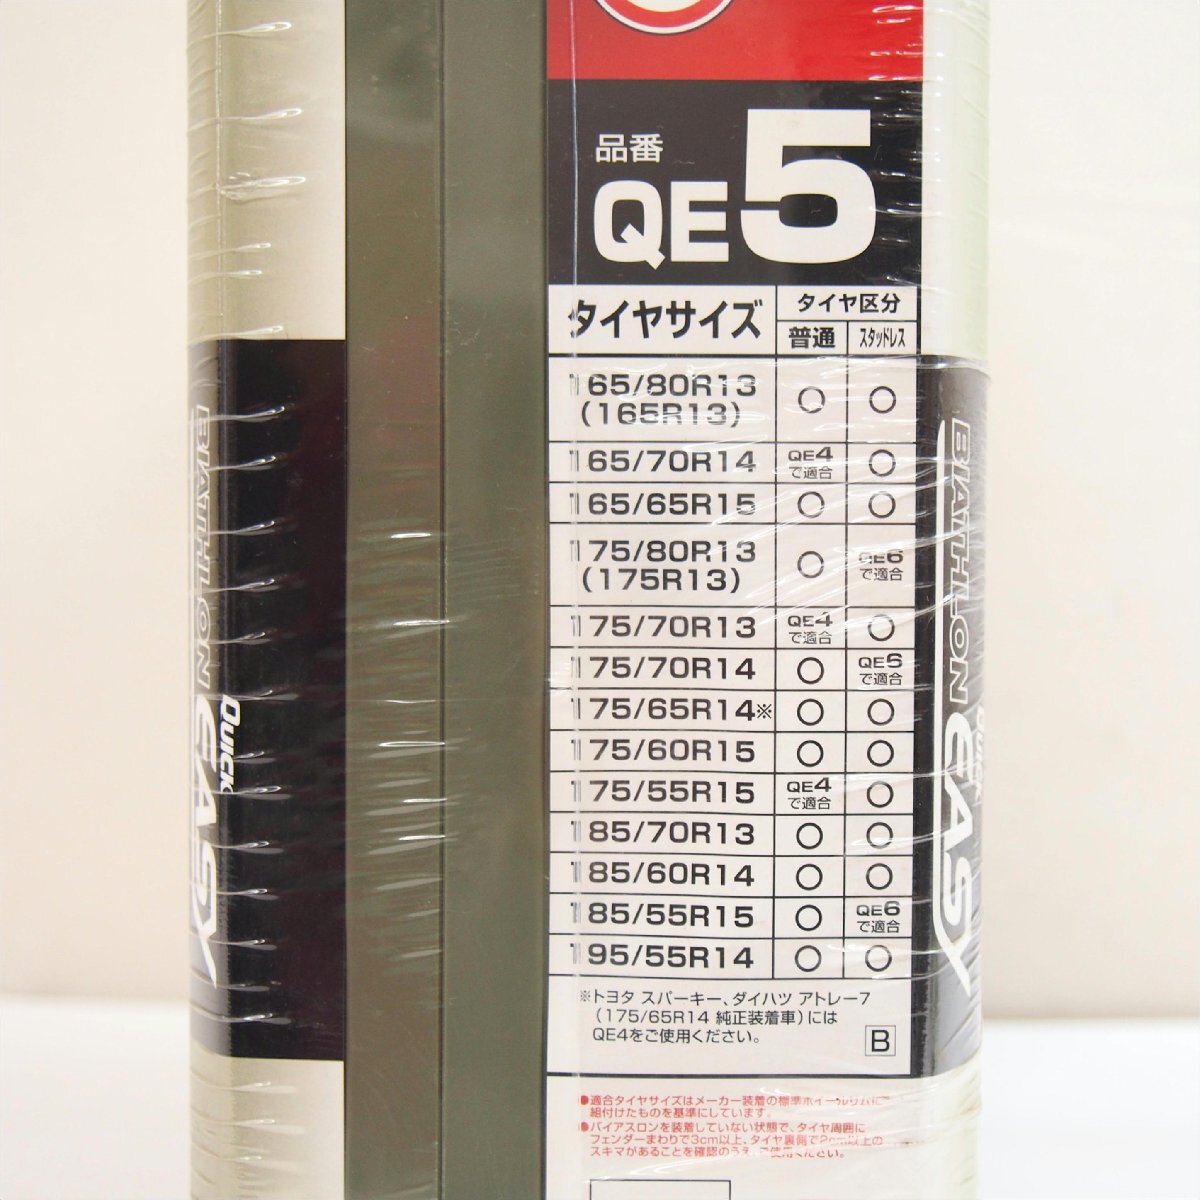 品番
QE5
タイヤサイズ
タイヤ区分
普通
スタッドレス
165/80R13
(165R13)
○ ○
165/70R14
QE4
で適合
○
165/65R15 ○ ○
175/80R13
(175R13)
○
QE6
で適合
175/70R13
QE4
で適合
○
175/70R14 ○
QE6
で適合
175/65R14※ ○ ○
175/60R15 ○ ○
175/55R15
QE4
で適合
○
185/70R13 ○ ○
185/60R14 ○ ○
185/55R15 ○
QE6
で適合
195/55R14 ○ ○
※トヨタ スパーキー、ダイハツ アトレー7
(175/65R14 純正装着車)には
QE4をご使用ください。
B
●適合タイヤサイズはメーカー装着の標準ホイールリムに
組付けたものを基準にしています。
●バイアスロンを装着していない状態で、タイヤ周囲に
フェンダーまわりで3cm以上、タイヤ裏側で2cm以上の
スキマがあることを確認のうえ、ご使用ください。
BIATHLON
QUICK
EASY
BIATHLON
QUICK
EASY